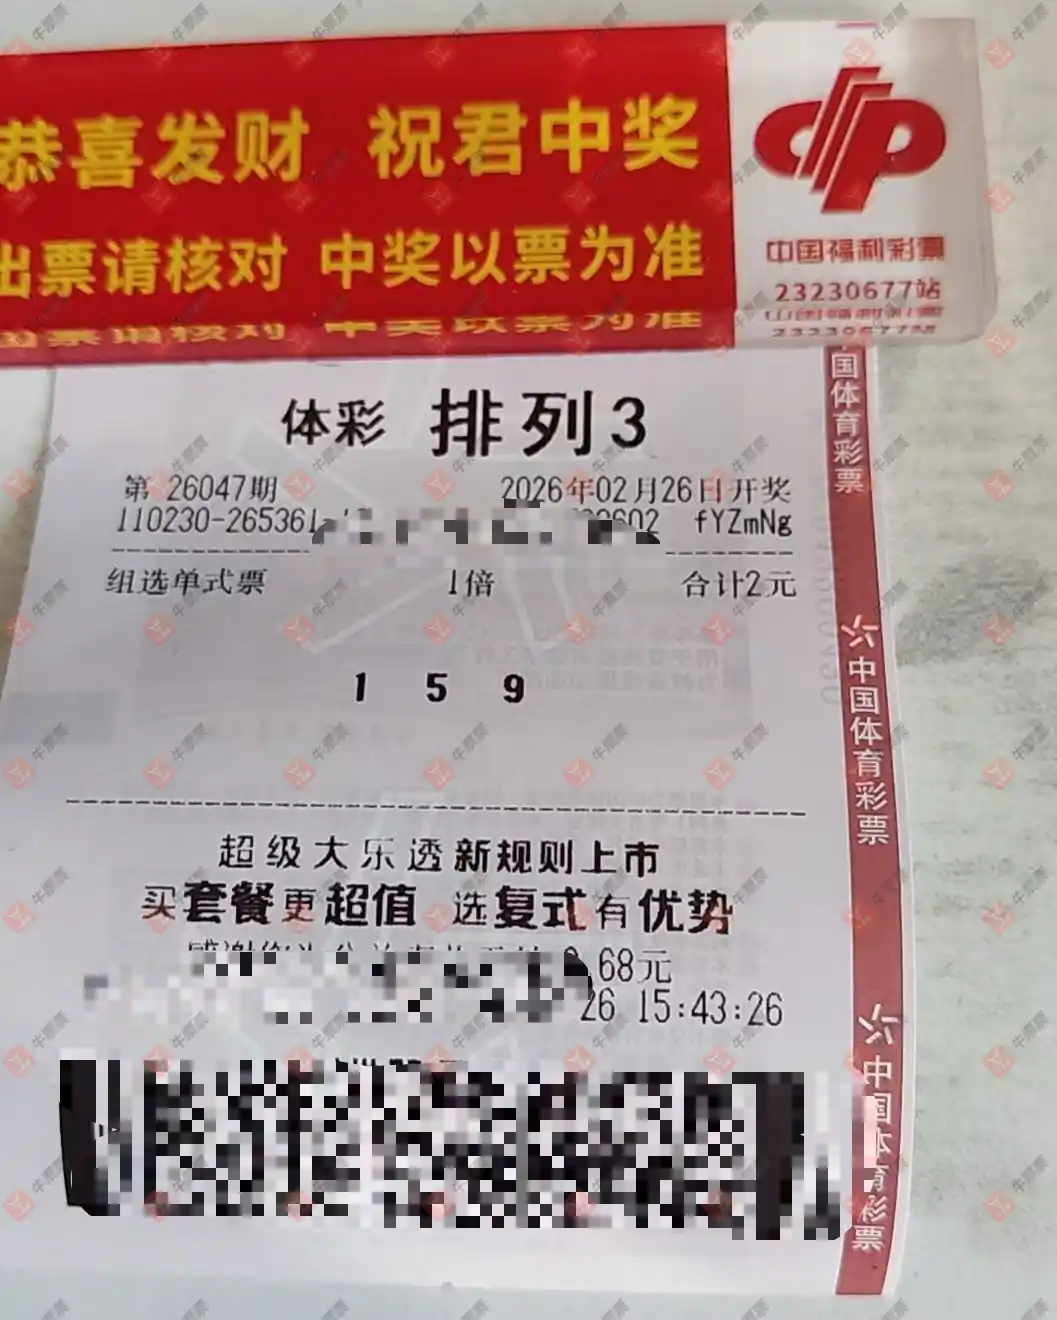 恭喜发财 祝君中奖
出票请核对 中奖以票为准
中国福利彩票
23230677站
体彩 排列3
第 26047期 2026年02月26日开奖
110230-265361- 602 fYZmNg
组选单式票 1倍 合计2元
1 5 9
超级大乐透新规则上市
买套餐更超值 选复式有优势
68元
26 15:43:26
国体育彩票
中国体育彩票
中国体育彩票
牛票票